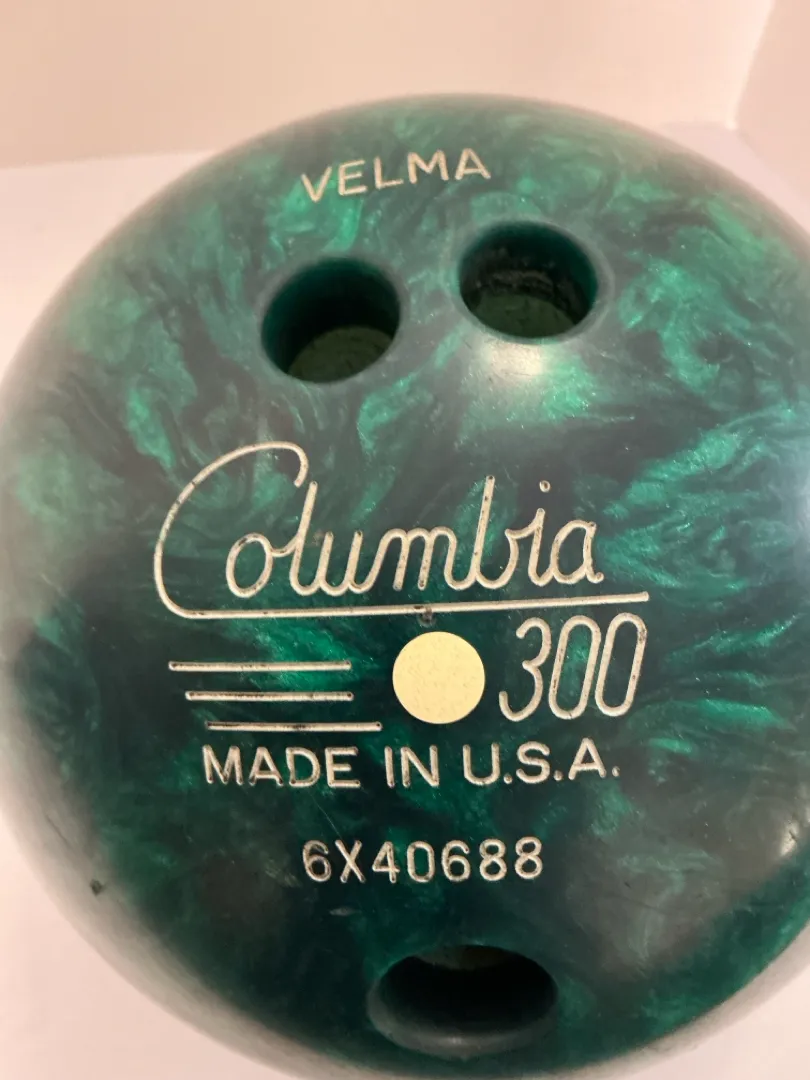 VELMA
Columbia
300
MADE IN U.S.A.
6X40688